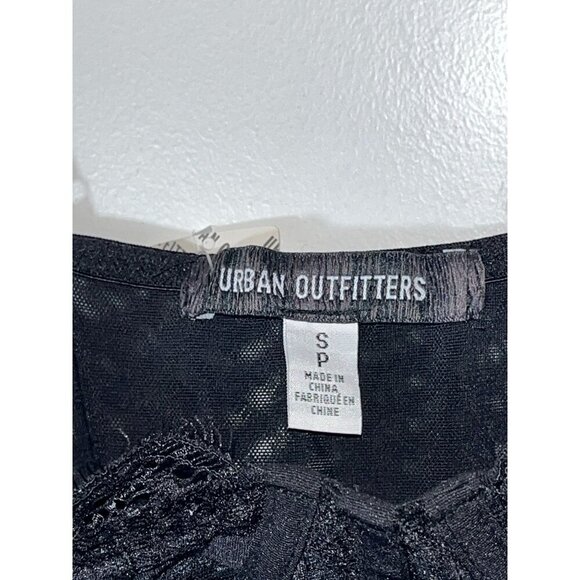 URBAN OUTFITTERS
S
P
MADE IN
CHINA
FABRIQUÉ EN
CHINE